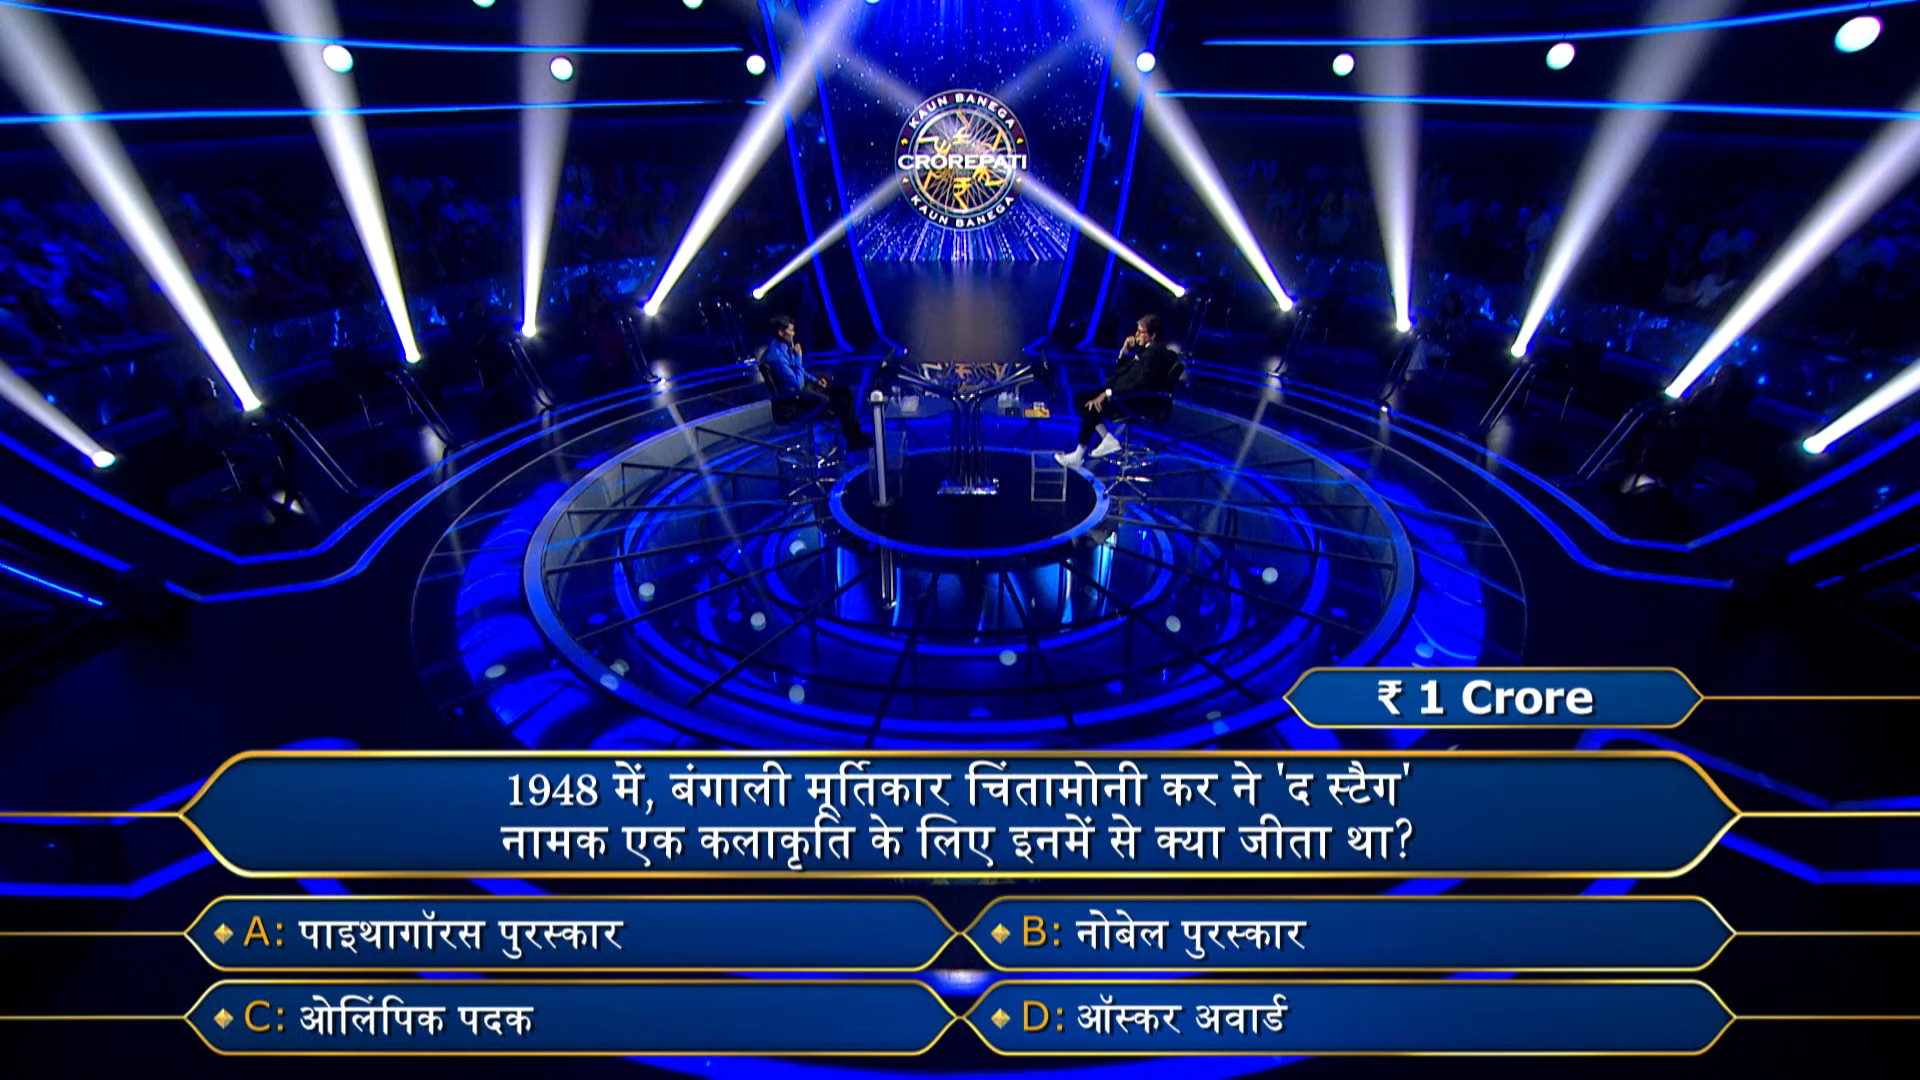 KAUN BANEGA
CROREPATI
KAUN BANEGA
₹ 1 Crore
1948 में, बंगाली मूर्तिकार चिंतामोनी कर ने 'द स्टैग'
नामक एक कलाकृति के लिए इनमें से क्या जीता था?
A: पाइथागॉरस पुरस्कार
B: नोबेल पुरस्कार
C: ओलिंपिक पदक
D: ऑस्कर अवार्ड